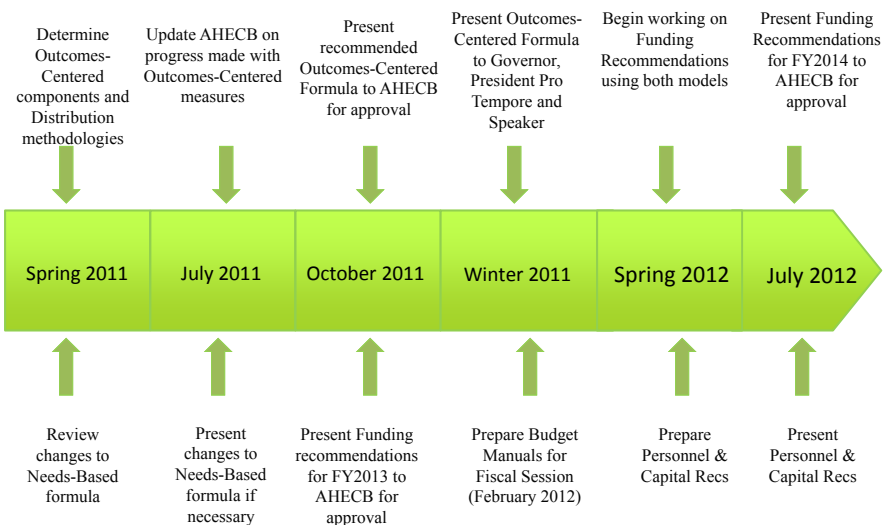 Determine
Outcomes-
Centered
components and
Distribution
methodologies
Update AHECB on
progress made with
Outcomes-Centered
measures
Present
recommended
Outcomes-Centered
Formula to AHECB
for approval
Present Outcomes-
Centered Formula
to Governor,
President Pro
Tempore and
Speaker
Begin working on
Funding
Recommendations
using both models
Present Funding
Recommendations
for FY2014 to
AHECB for
approval
Spring 2011
July 2011
October 2011
Winter 2011
Spring 2012
July 2012
Review
changes to
Needs-Based
formula
Present
changes to
Needs-Based
formula if
necessary
Present Funding
recommendations
for FY2013 to
AHECB for
approval
Prepare Budget
Manuals for
Fiscal Session
(February 2012)
Prepare
Personnel &
Capital Recs
Present
Personnel &
Capital Recs